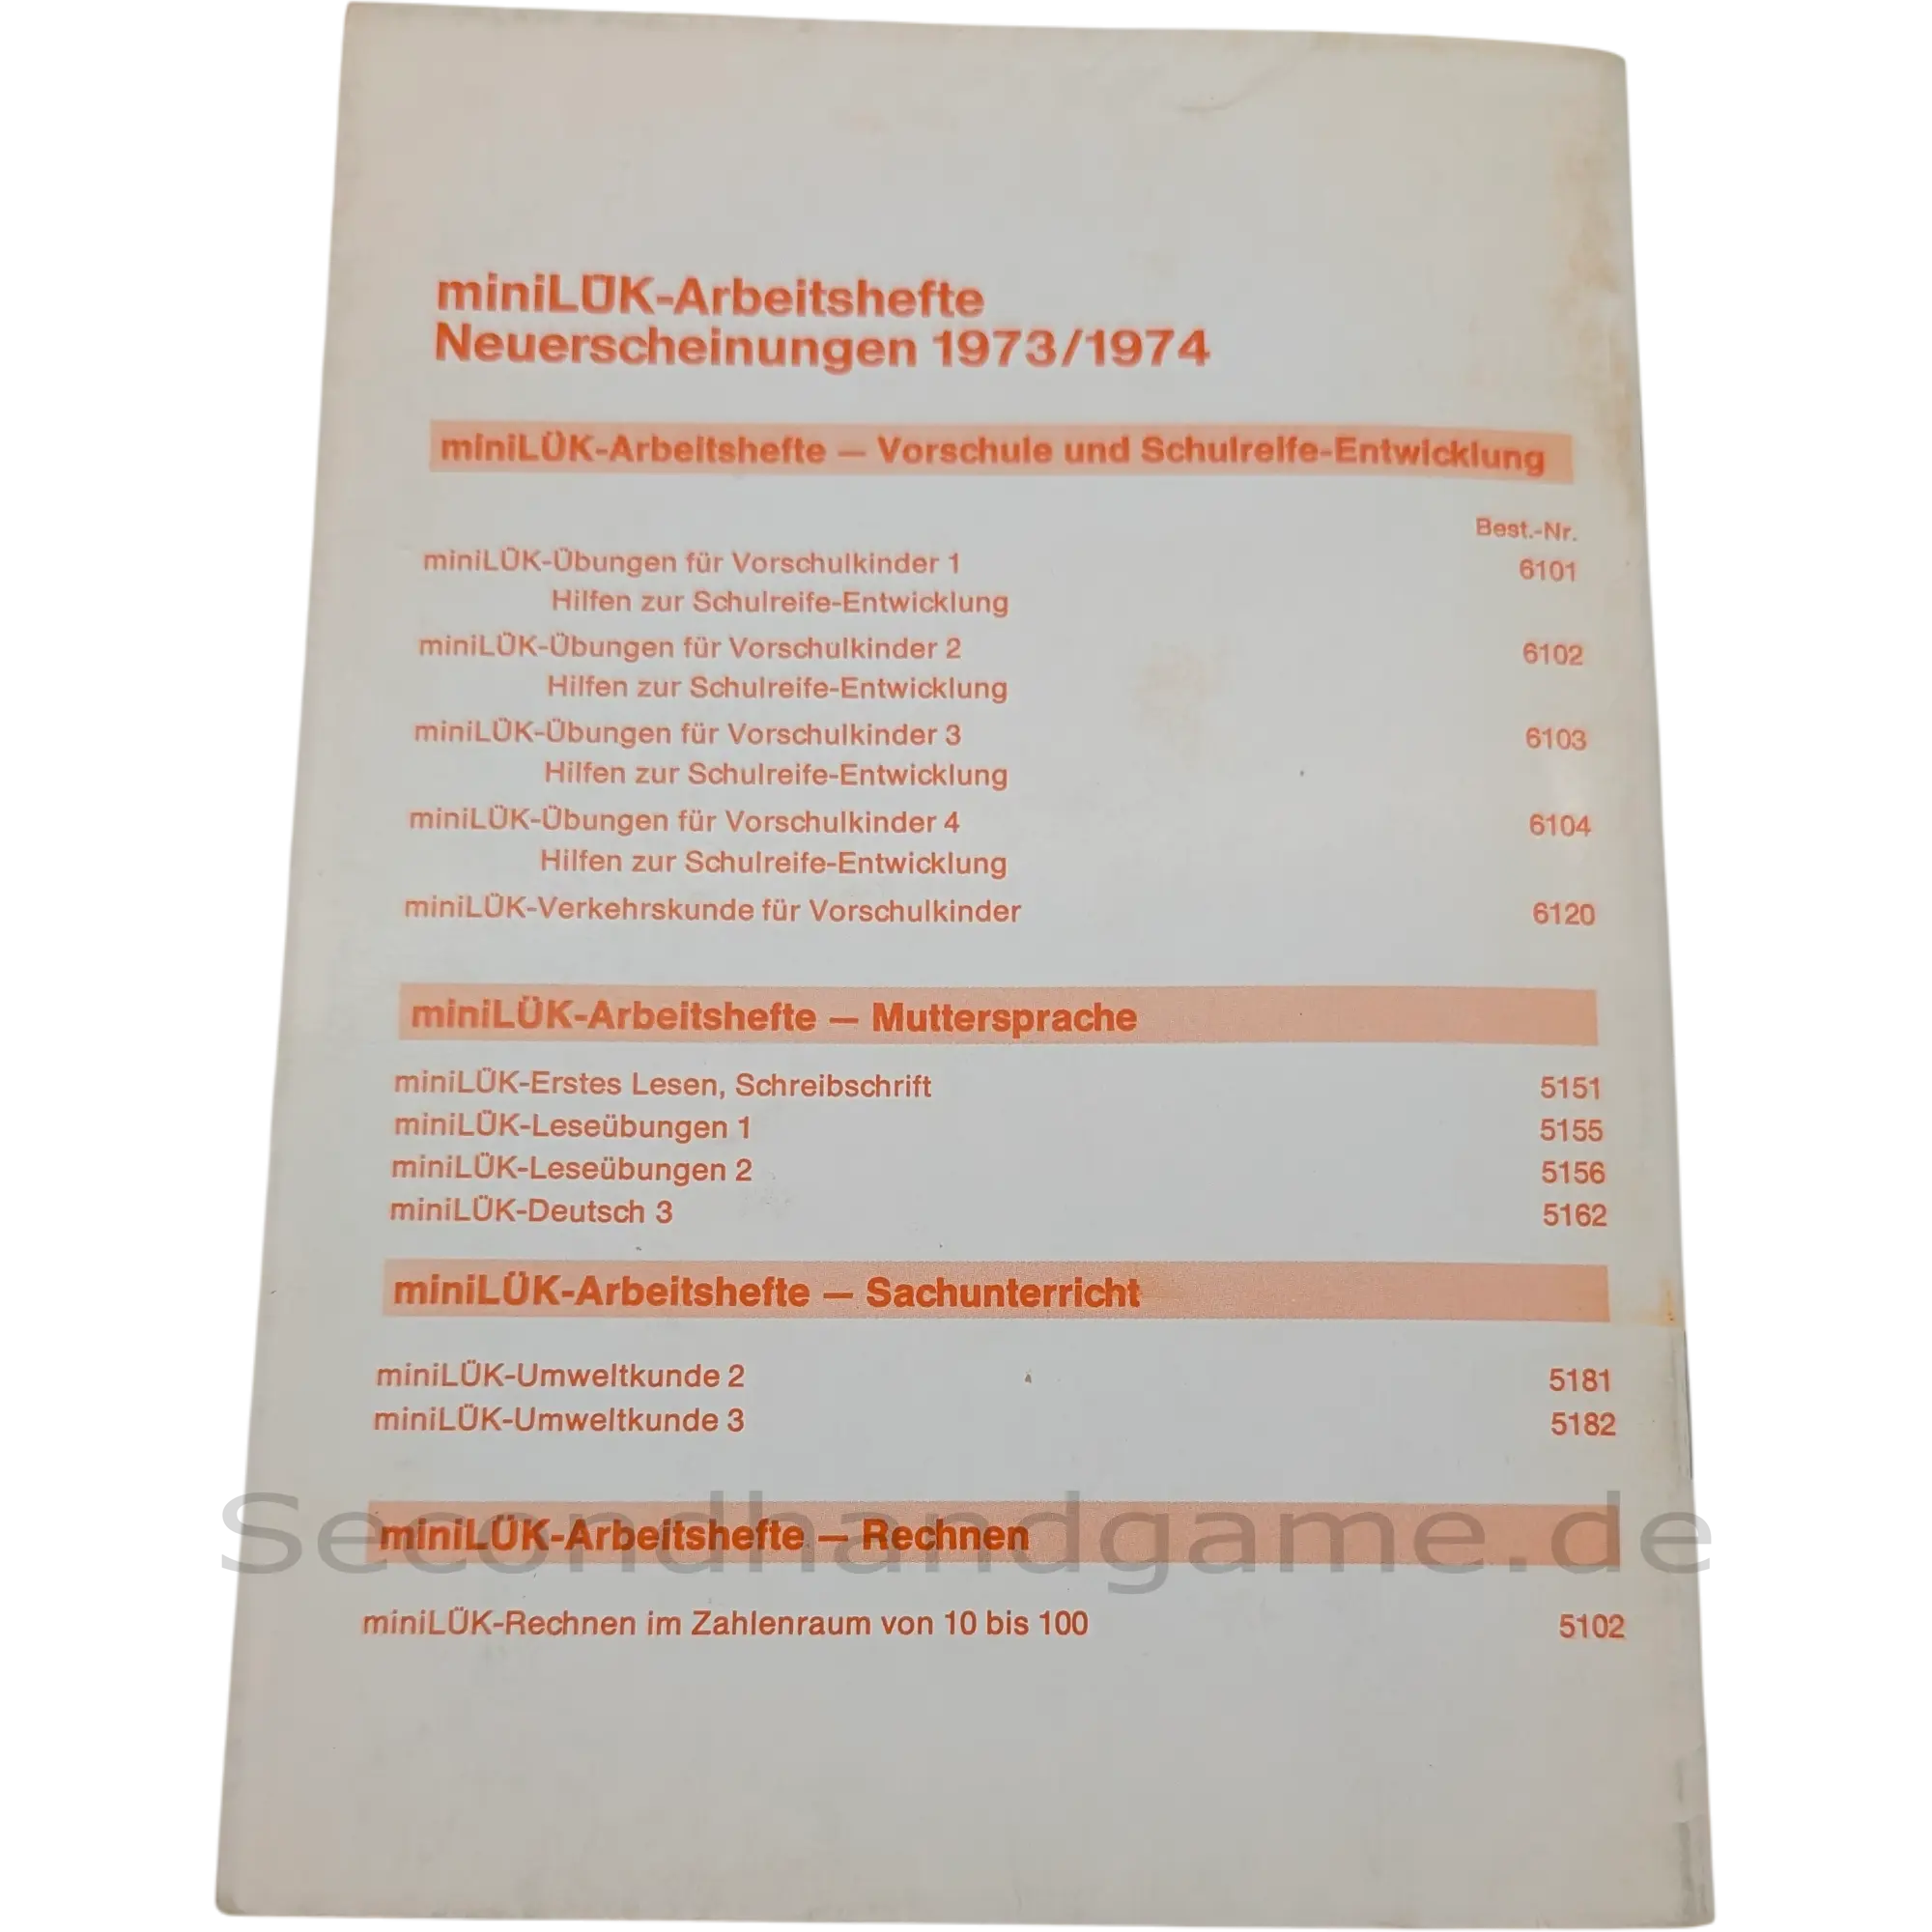 miniLÜK-Arbeitshefte
Neuerscheinungen 1973/1974
miniLÜK-Arbeitshefte — Vorschule und Schulreife-Entwicklung
Best.-Nr.
miniLÜK-Übungen für Vorschulkinder 1 6101
Hilfen zur Schulreife-Entwicklung
miniLÜK-Übungen für Vorschulkinder 2 6102
Hilfen zur Schulreife-Entwicklung
miniLÜK-Übungen für Vorschulkinder 3 6103
Hilfen zur Schulreife-Entwicklung
miniLÜK-Übungen für Vorschulkinder 4 6104
Hilfen zur Schulreife-Entwicklung
miniLÜK-Verkehrskunde für Vorschulkinder 6120
miniLÜK-Arbeitshefte — Muttersprache
miniLÜK-Erstes Lesen, Schreibschrift 5151
miniLÜK-Leseübungen 1 5155
miniLÜK-Leseübungen 2 5156
miniLÜK-Deutsch 3 5162
miniLÜK-Arbeitshefte — Sachunterricht
miniLÜK-Umweltkunde 2 5181
miniLÜK-Umweltkunde 3 5182
miniLÜK-Arbeitshefte — Rechnen
Secondhandgame.de
miniLÜK-Rechnen im Zahlenraum von 10 bis 100 5102